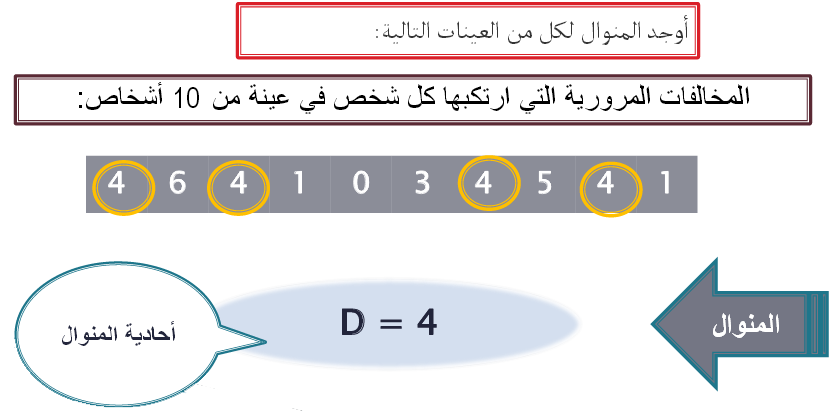 أوجد المنوال لكل من العينات التالية:
المخالفات المرورية التي ارتكبها كل شخص في عينة من 10 أشخاص:
4 6 4 1 0 3 4 5 4 1
المنوال
D = 4
أحادية المنوال